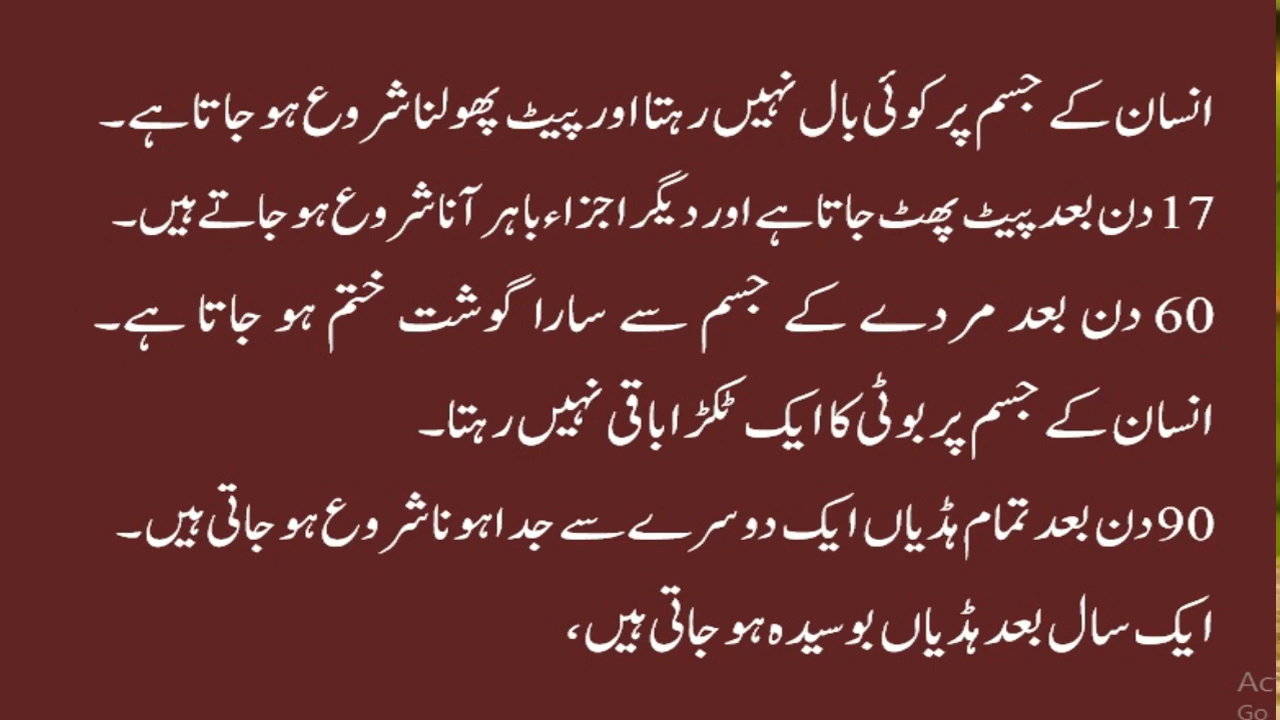 انسان کے جسم پر کوئی بال نہیں رہتا اور پیٹ پھولنا شروع ہو جاتا ہے۔
17 دن بعد پیٹ پھٹ جاتا ہے اور دیگر اجزاء باہر آنا شروع ہو جاتے ہیں۔
60 دن بعد مردے کے جسم سے سارا گوشت ختم ہو جاتا ہے۔
انسان کے جسم پر بوٹی کا ایک ٹکڑا باقی نہیں رہتا۔
90 دن بعد تمام ہڈیاں ایک دوسرے سے جدا ہونا شروع ہو جاتی ہیں۔
ایک سال بعد ہڈیاں بوسیدہ ہو جاتی ہیں،
Ac
Go